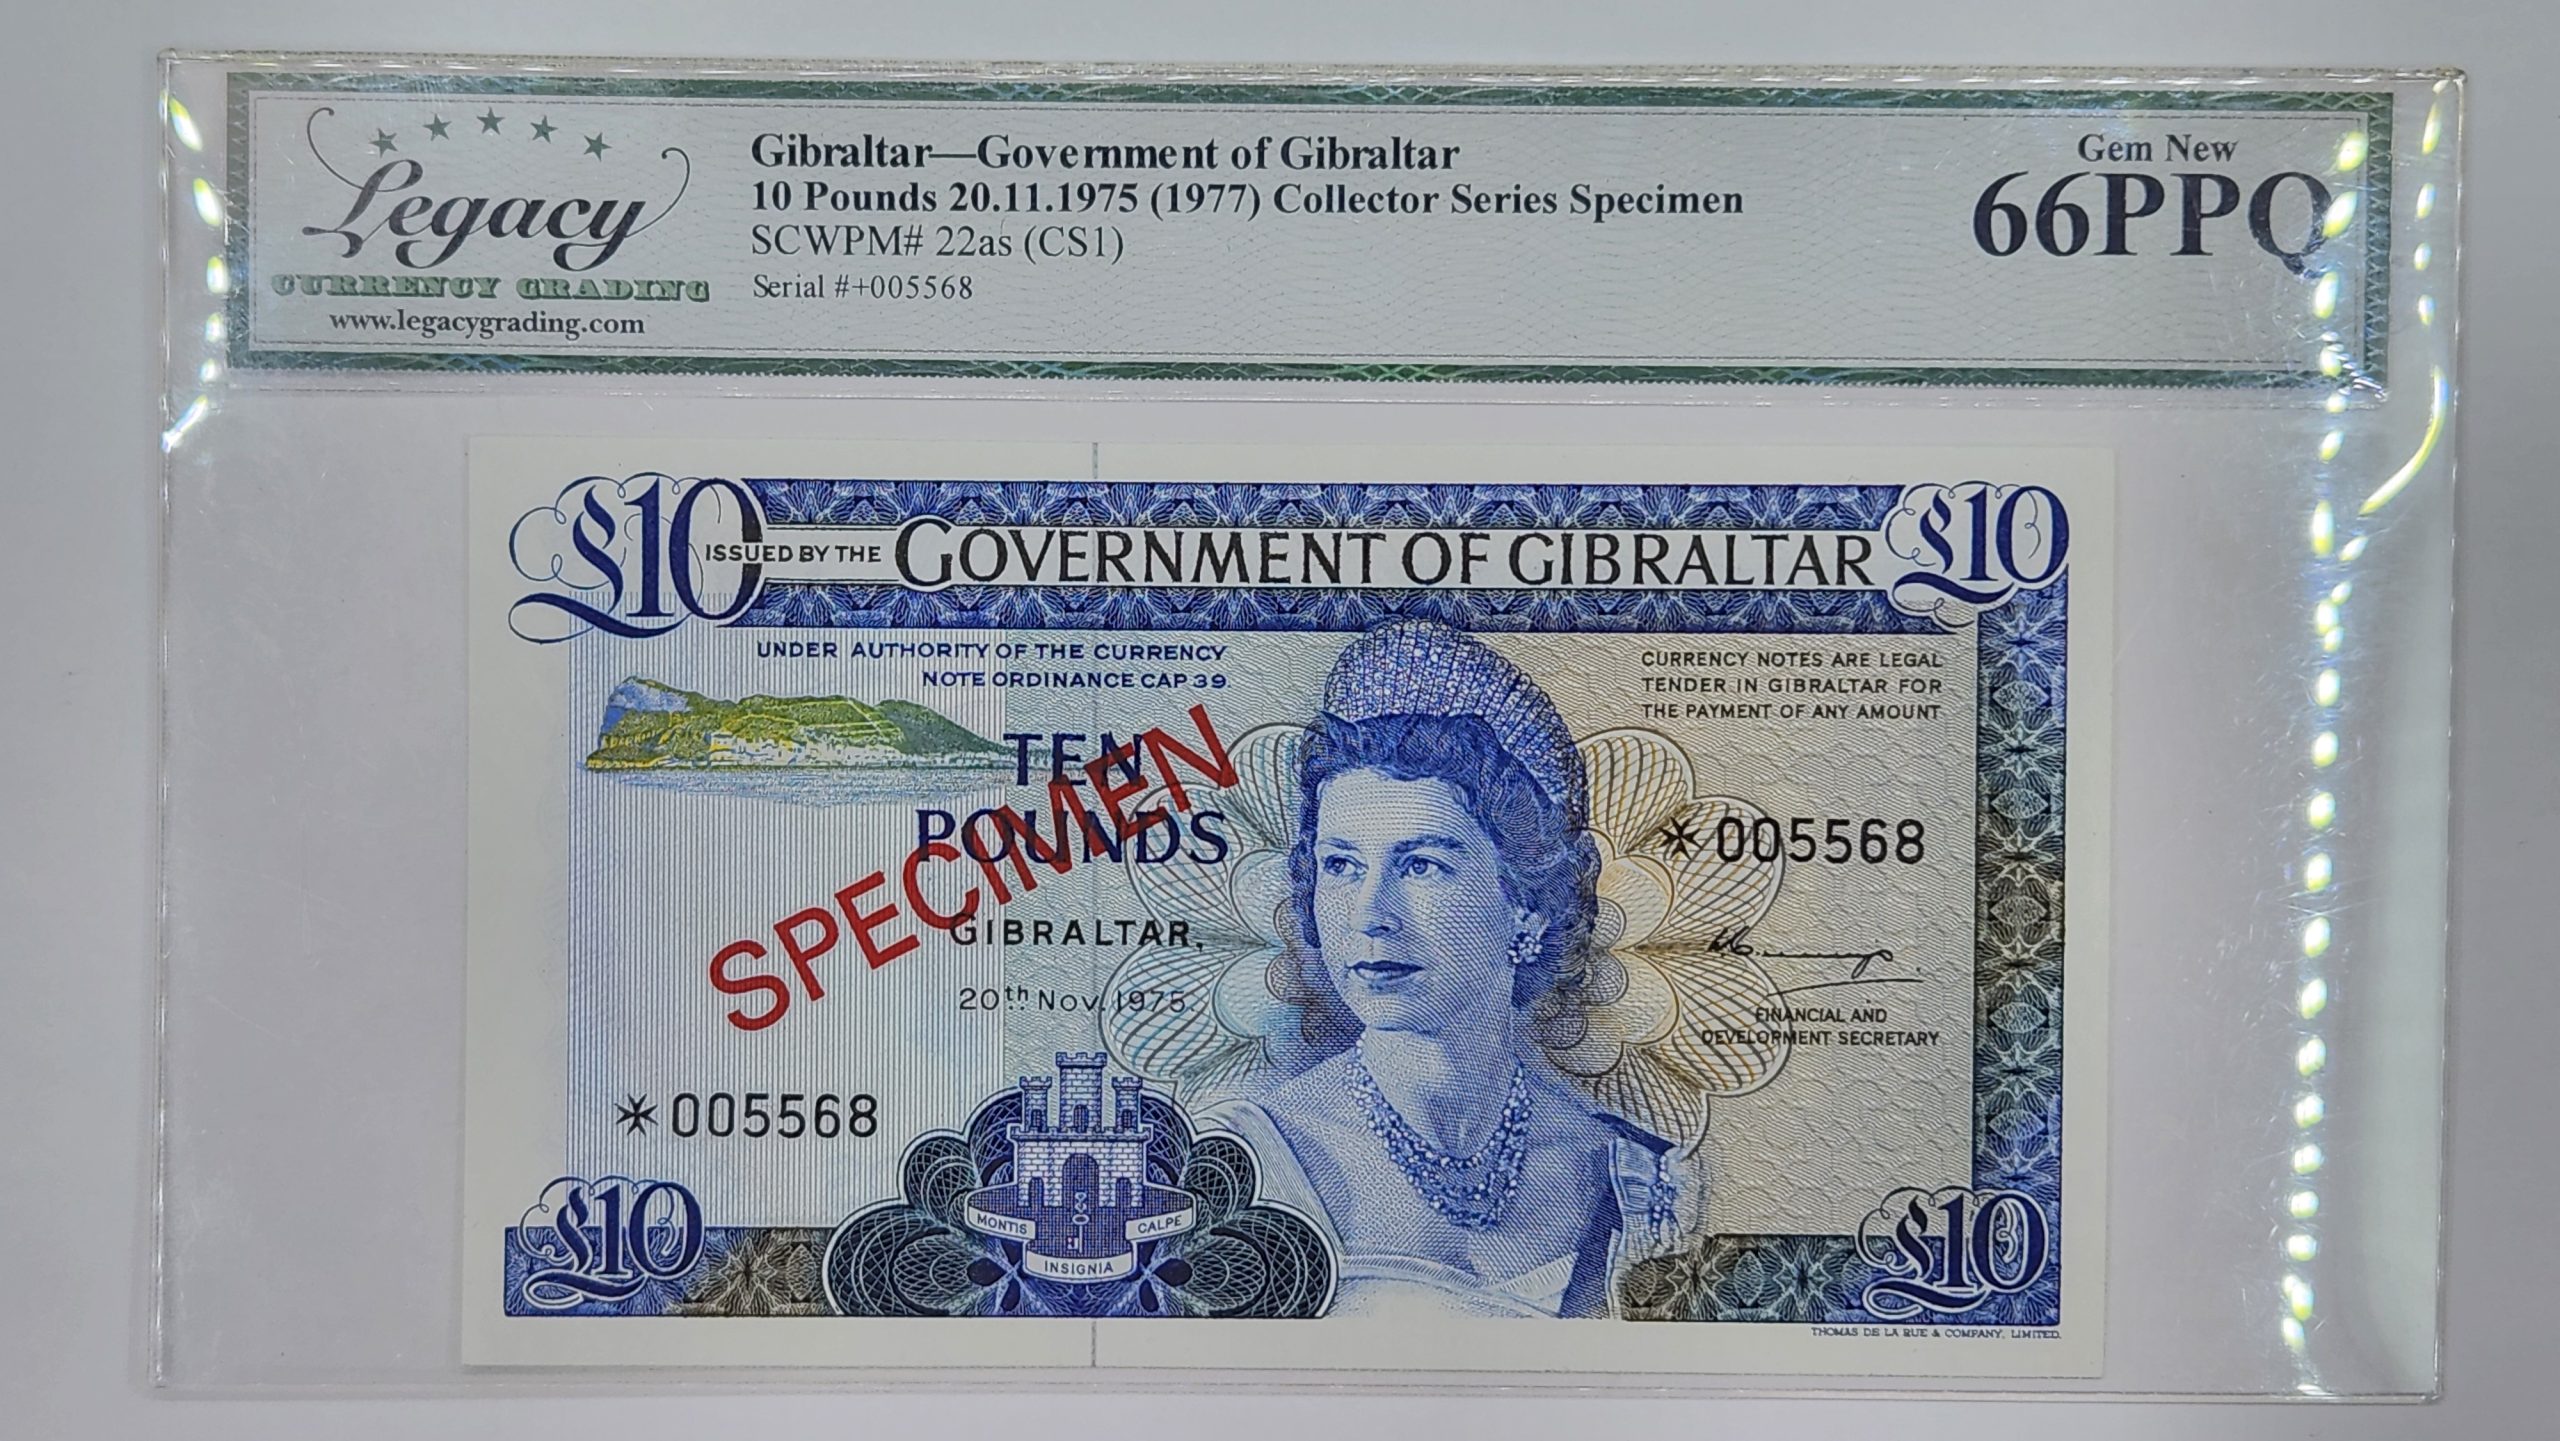 Legacy
CURRENCY GRADING
www.legacygrading.com
Gibraltar—Government of Gibraltar
10 Pounds 20.11.1975 (1977) Collector Series Specimen
SCWPM# 22as (CS1)
Serial #+005568
Gem New
66PPQ
£10
ISSUED BY THE GOVERNMENT OF GIBRALTAR
£10
UNDER AUTHORITY OF THE CURRENCY
NOTE ORDINANCE CAP 39.
CURRENCY NOTES ARE LEGAL
TENDER IN GIBRALTAR FOR
THE PAYMENT OF ANY AMOUNT
TEN
POUNDS
SPECIMEN
005568
GIBRALTAR,
20th Nov. 1975
FINANCIAL AND
DEVELOPMENT SECRETARY
005568
MONTIS
CALPE
INSIGNIA
£10
£10
THOMAS DE LA RUE & COMPANY, LIMITED.